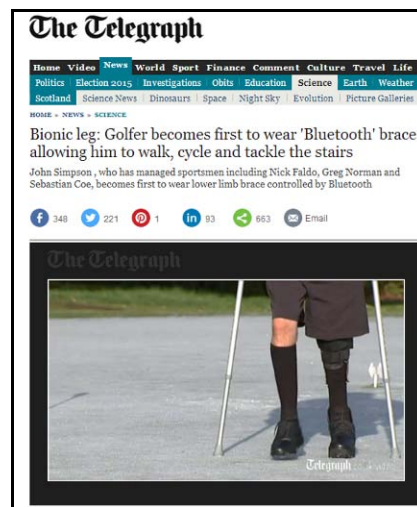 The Telegraph
Home Video News World Sport Finance Comment Culture Travel Life
Politics Election 2015 Investigations Obits Education Science Earth Weather
Scotland Science News Dinosaurs Space Night Sky Evolution Picture Galleries
HOME » NEWS » SCIENCE
Bionic leg: Golfer becomes first to wear 'Bluetooth' brace
allowing him to walk, cycle and tackle the stairs
John Simpson , who has managed sportsmen including Nick Faldo, Greg Norman and
Sebastian Coe, becomes first to wear lower limb brace controlled by Bluetooth
f 348 221 1 in 93 663 Email
The Telegraph
Telegraph